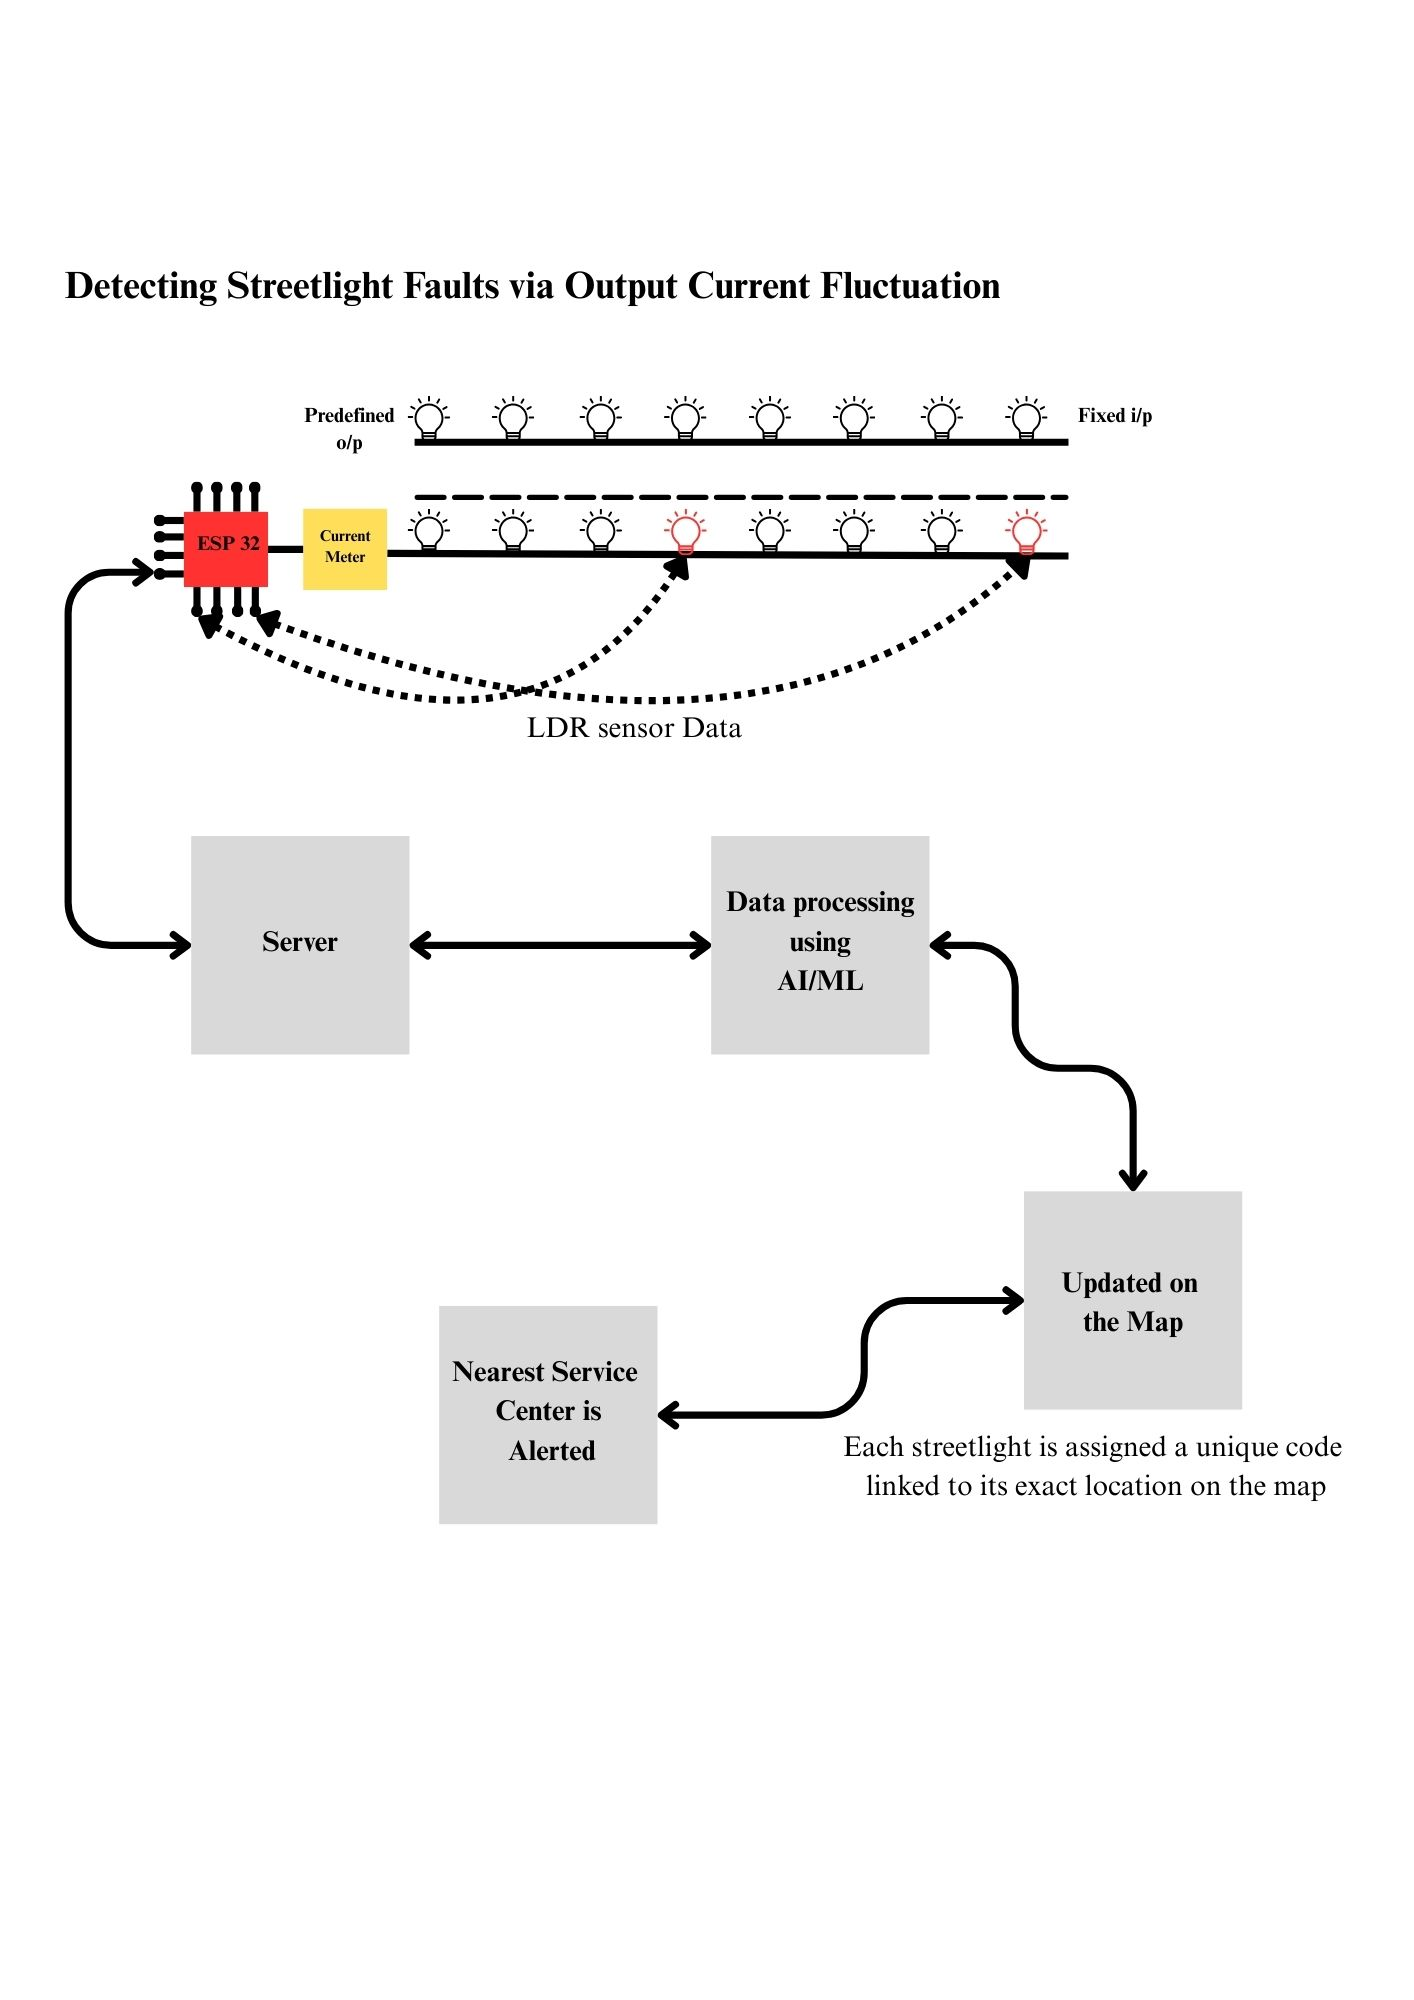 Detecting Streetlight Faults via Output Current Fluctuation
Predefined
o/p
Fixed i/p
ESP 32
Current
Meter
LDR sensor Data
Server
Data processing
using
AI/ML
Updated on
the Map
Nearest Service
Center is
Alerted
Each streetlight is assigned a unique code
linked to its exact location on the map